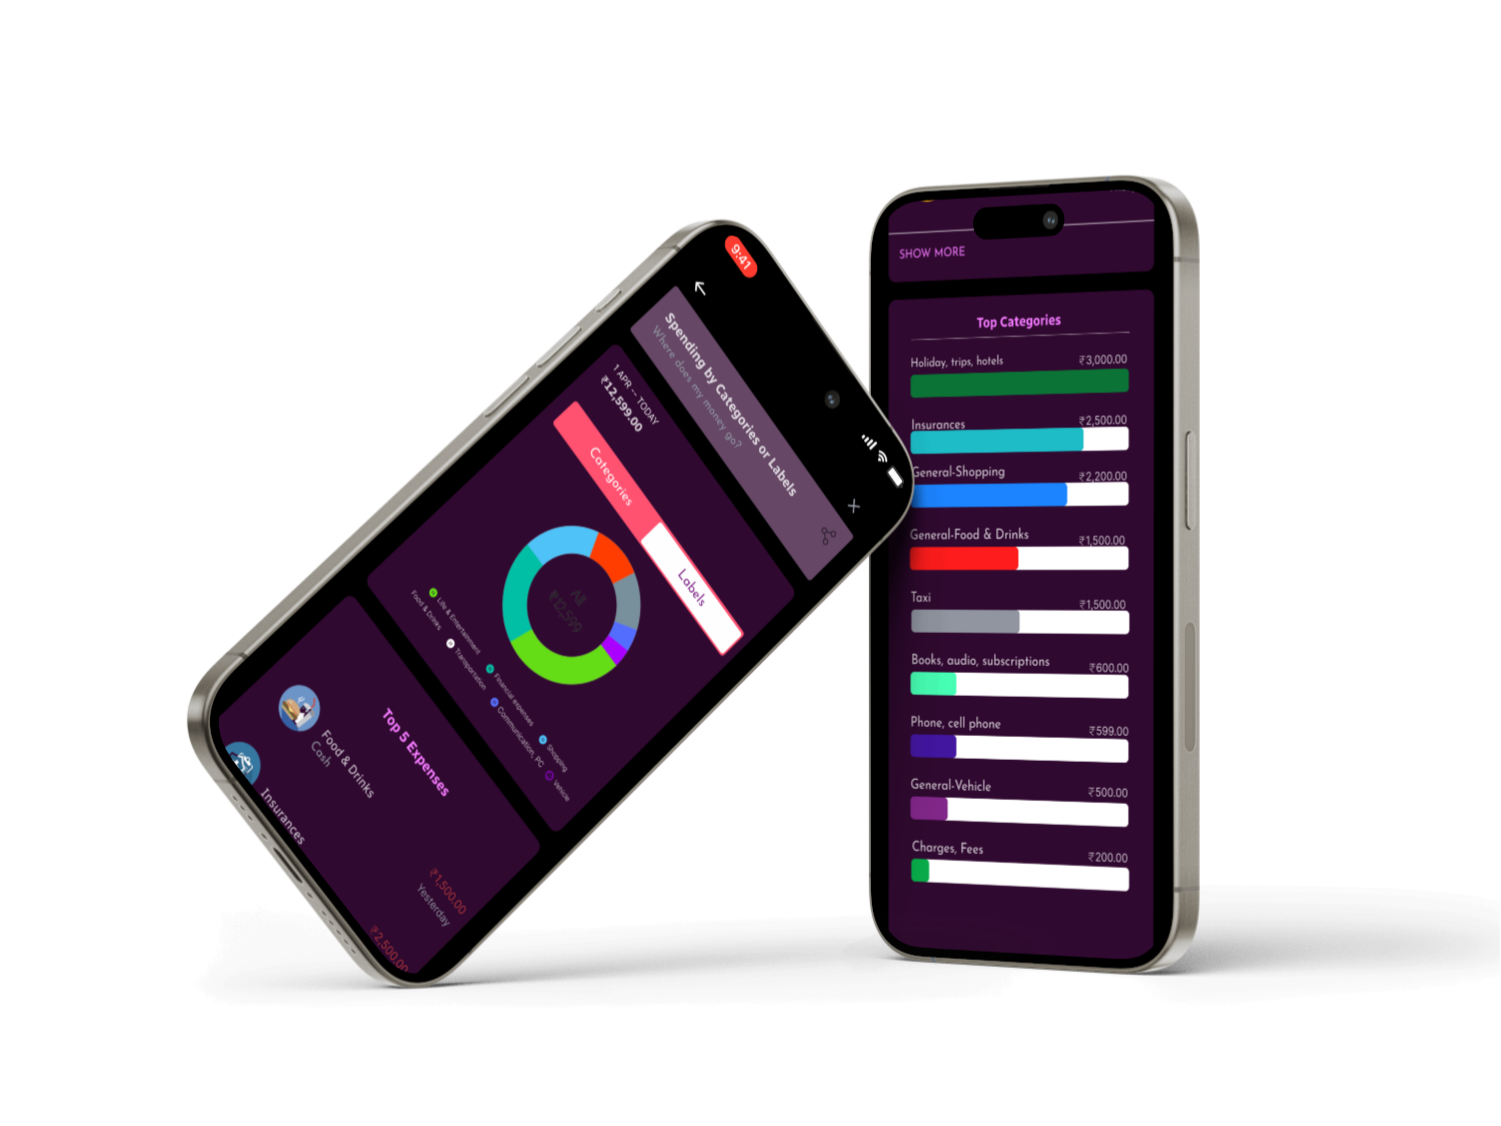 9:41
Spending by Categories or Labels
Where does my money go?
1 APR -- TODAY
₹12,599.00
Categories
Labels
All
₹12,599
Life & Entertainment
Financial expenses
Shopping
Food & Drinks
Transportation
Communication, PC
Vehicle
Top 5 Expenses
Food & Drinks
Cash
₹1,500.00
Yesterday
Insurances
₹2,500.00
SHOW MORE
Top Categories
Holiday, trips, hotels
₹3,000.00
Insurances
₹2,500.00
General-Shopping
₹2,200.00
General-Food & Drinks
₹1,500.00
Taxi
₹1,500.00
Books, audio, subscriptions
₹600.00
Phone, cell phone
₹599.00
General-Vehicle
₹500.00
Charges, Fees
₹200.00